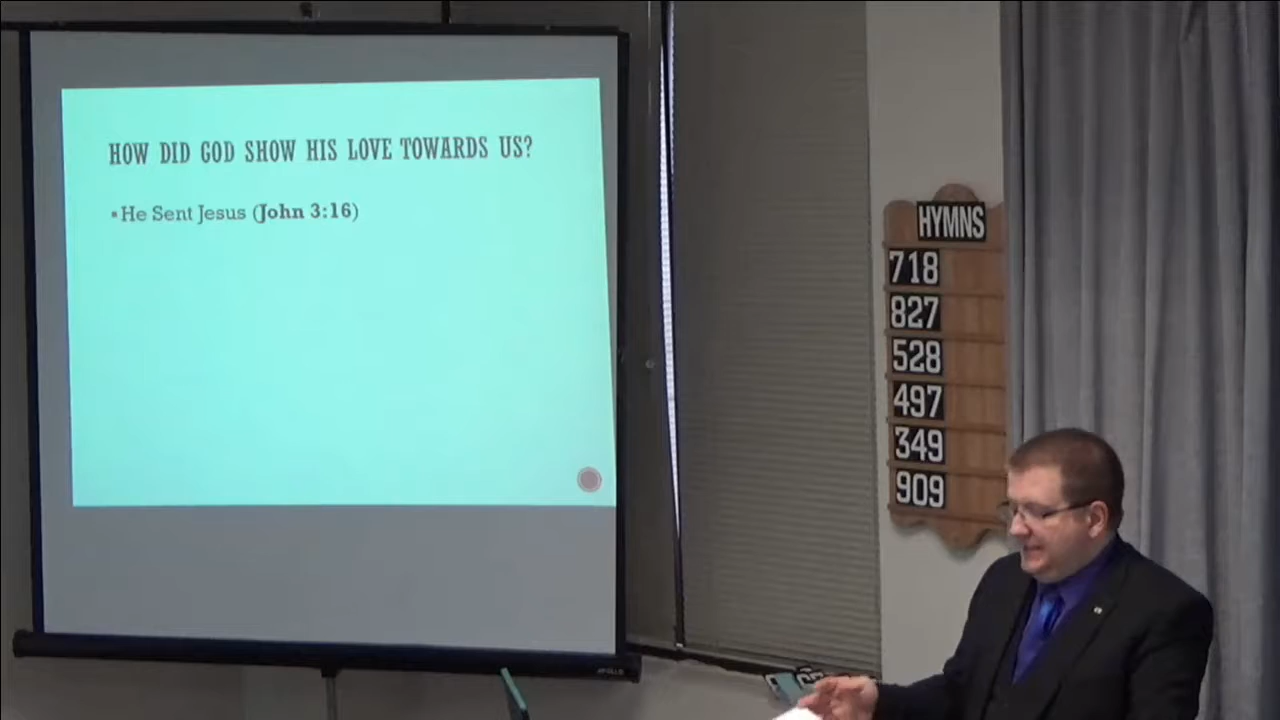 HOW DID GOD SHOW HIS LOVE TOWARDS US?
▪He Sent Jesus (John 3:16)
HYMNS
718
827
528
497
349
909
APOLLO